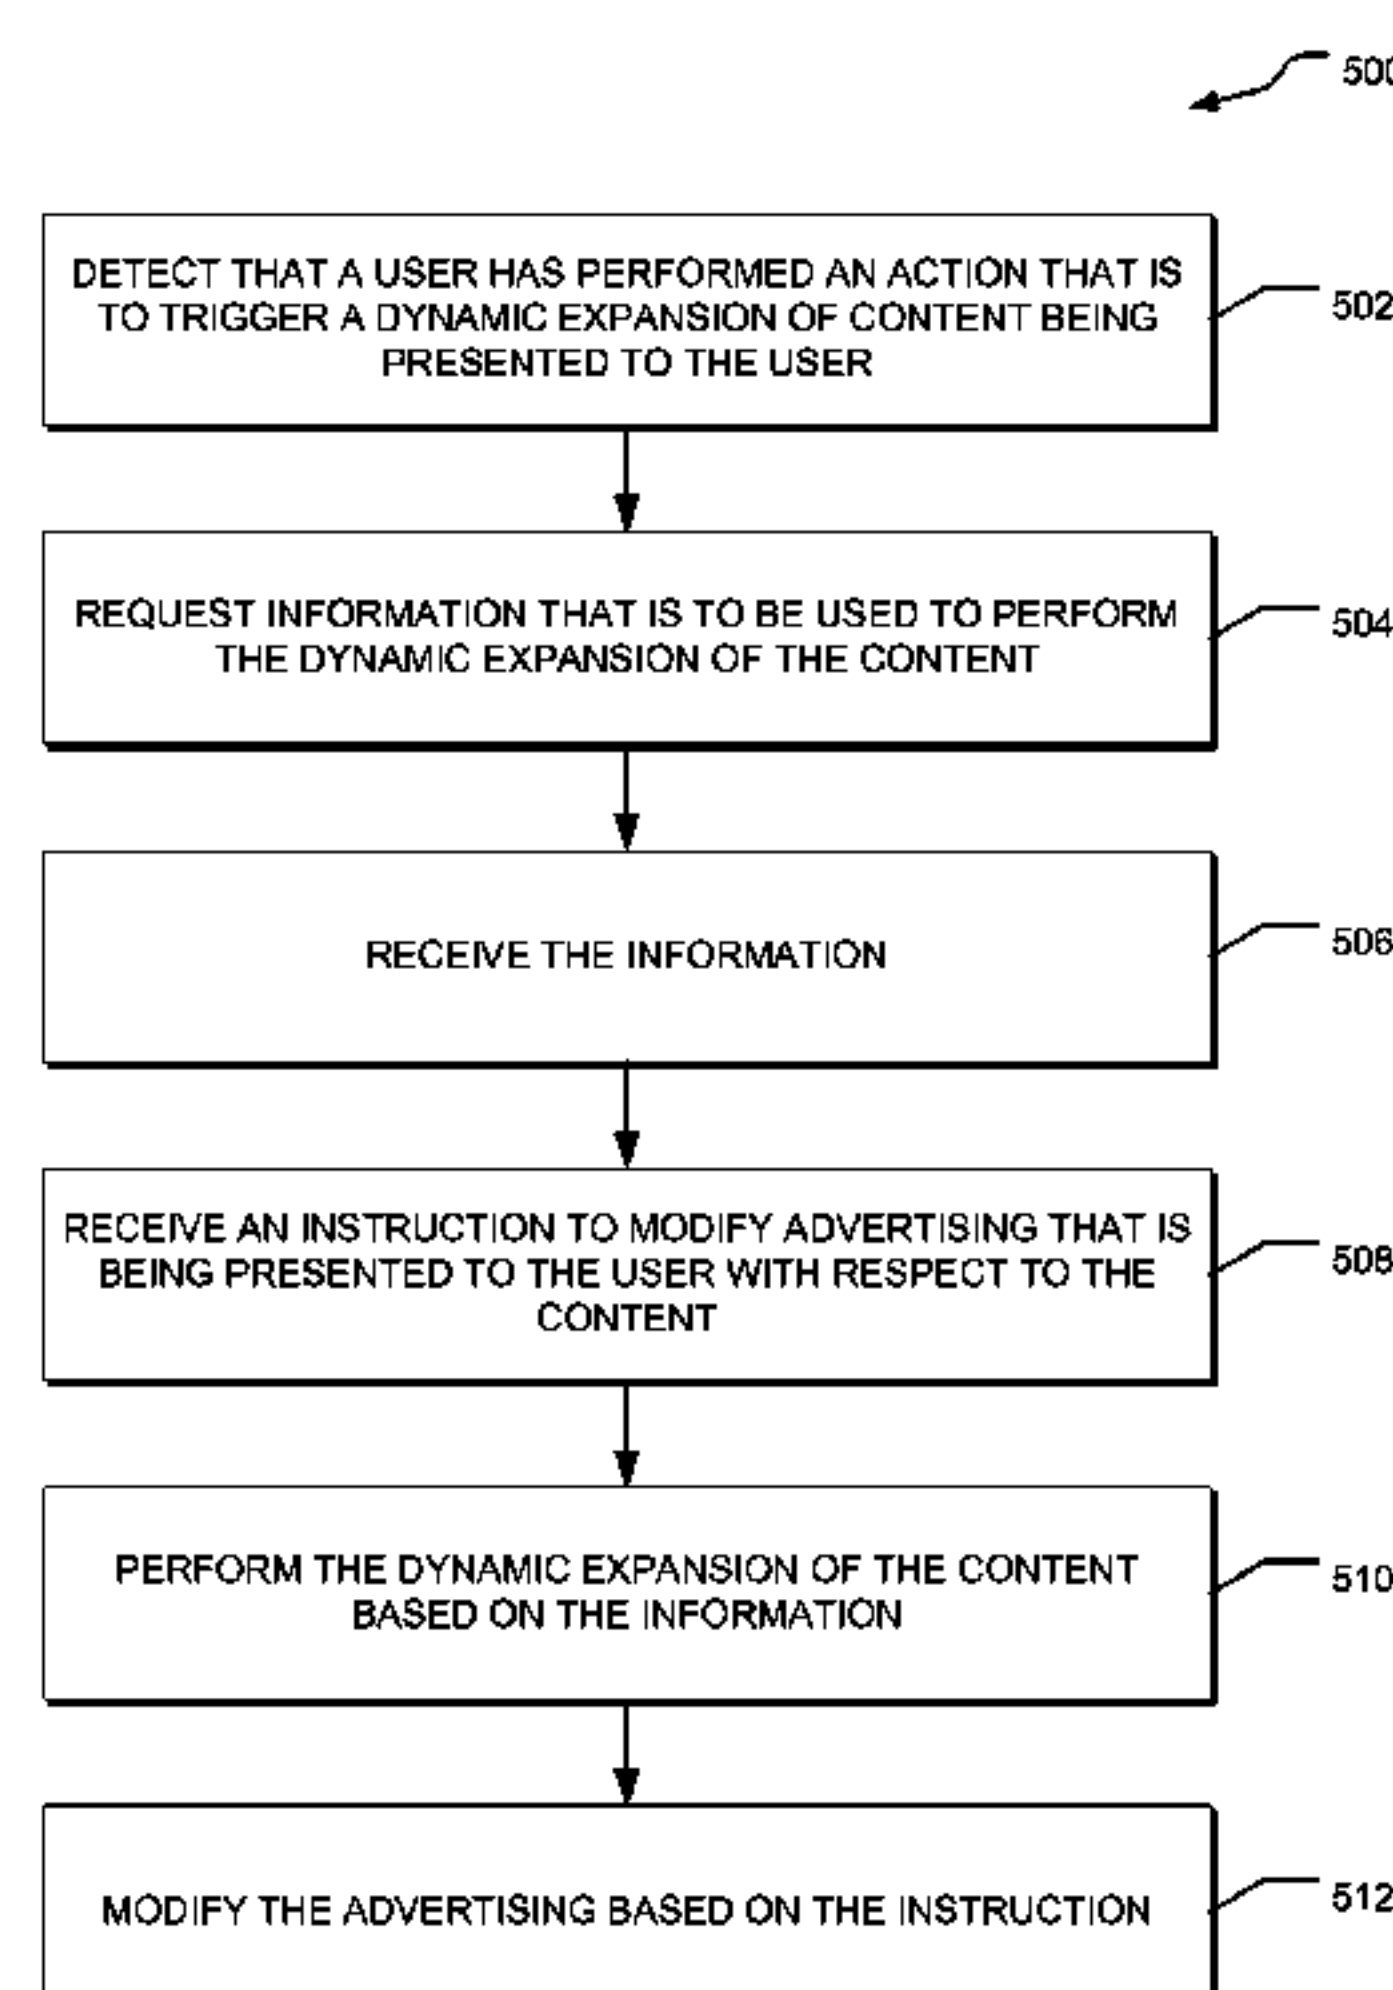 500
DETECT THAT A USER HAS PERFORMED AN ACTION THAT IS
TO TRIGGER A DYNAMIC EXPANSION OF CONTENT BEING
PRESENTED TO THE USER
502
REQUEST INFORMATION THAT IS TO BE USED TO PERFORM
THE DYNAMIC EXPANSION OF THE CONTENT
504
RECEIVE THE INFORMATION
506
RECEIVE AN INSTRUCTION TO MODIFY ADVERTISING THAT IS
BEING PRESENTED TO THE USER WITH RESPECT TO THE
CONTENT
508
PERFORM THE DYNAMIC EXPANSION OF THE CONTENT
BASED ON THE INFORMATION
510
MODIFY THE ADVERTISING BASED ON THE INSTRUCTION
512